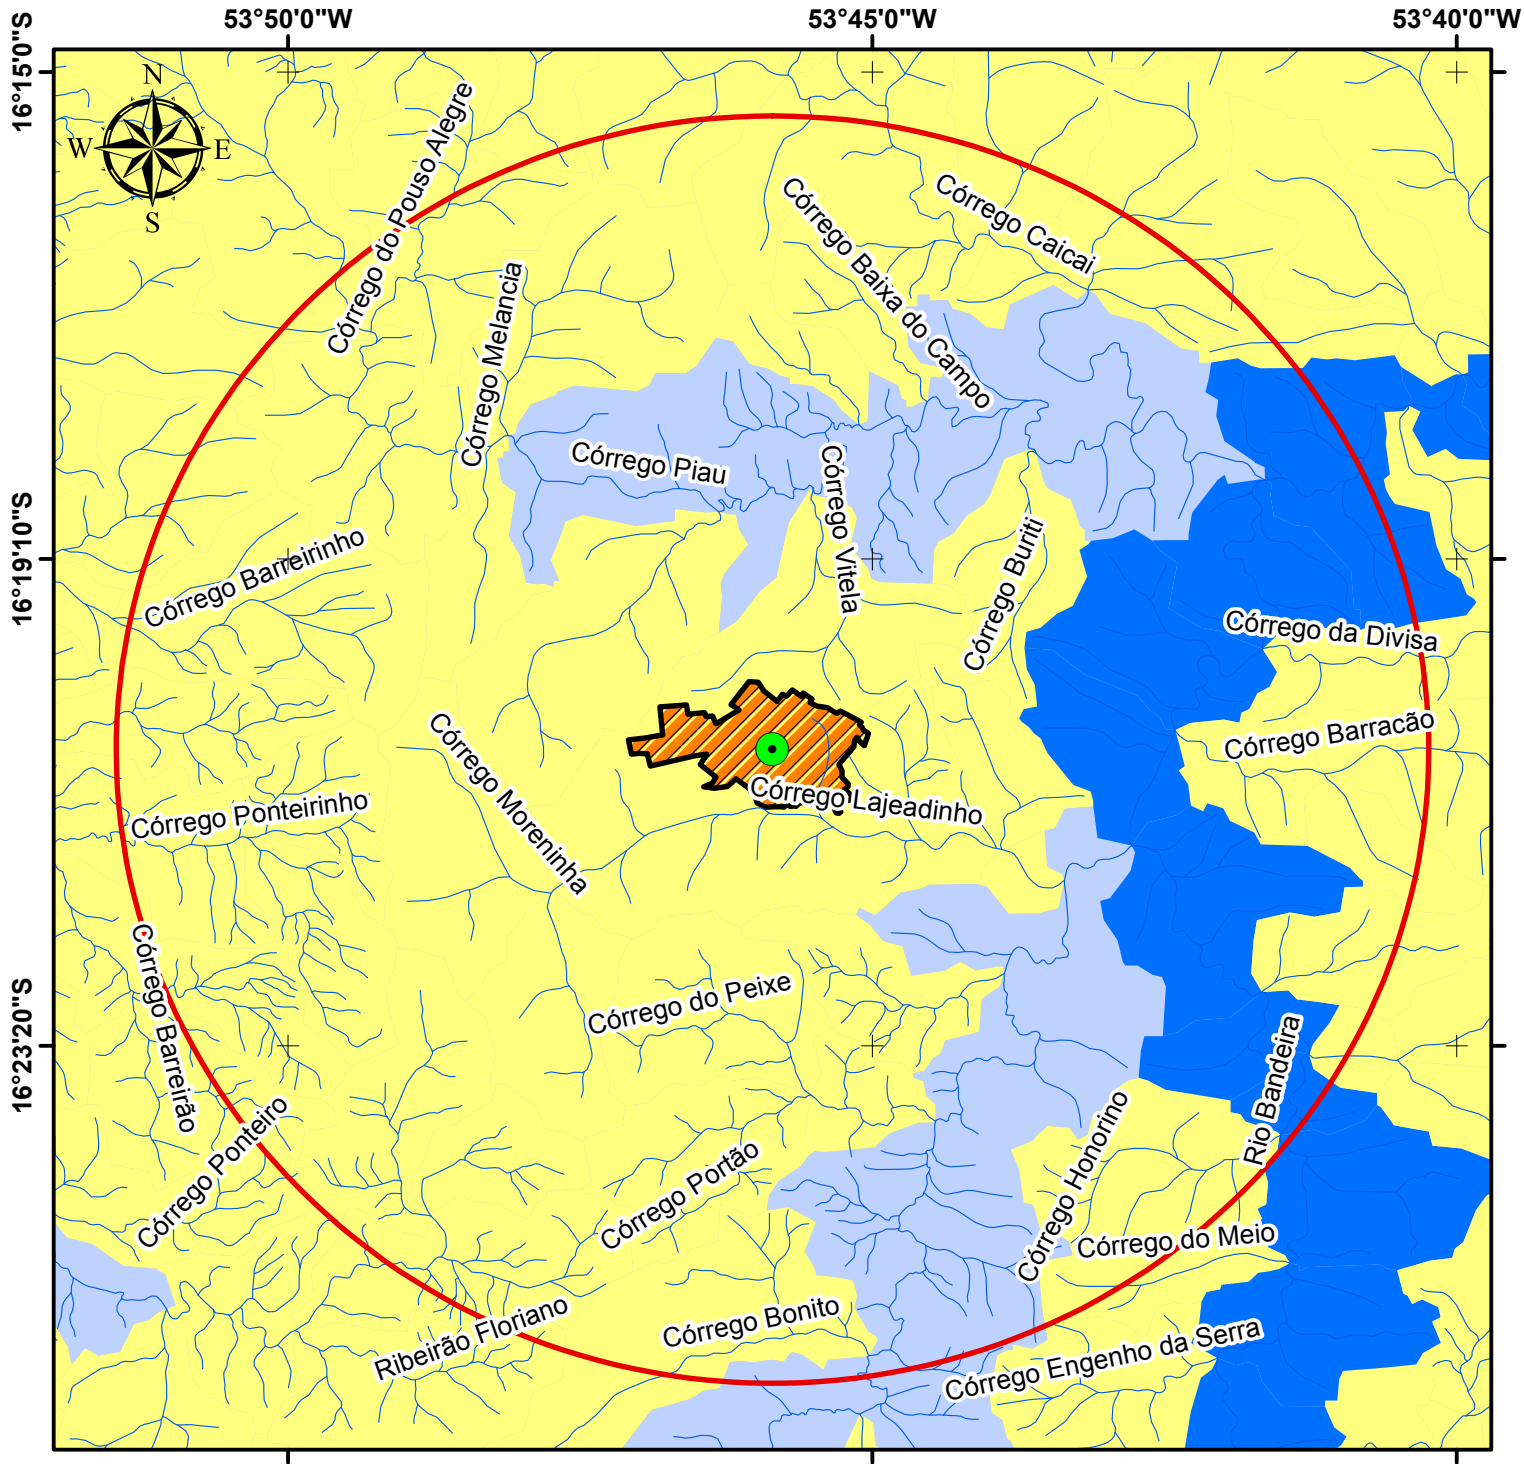 53°50'0"W
53°45'0"W
53°40'0"W
16°15'0"S
16°19'10"S
16°23'20"S
N
W
E
S
Córrego do Pouso Alegre
Córrego Caicai
Córrego Baixa do Campo
Córrego Melancia
Córrego Piau
Córrego Vitela
Córrego Buriti
Córrego Barreirinho
Córrego da Divisa
Córrego Barracão
Córrego Moreninha
Córrego Lajeadinho
Córrego Ponteirinho
Córrego Barreirão
Córrego do Peixe
Rio Bandeira
Córrego Ponteiro
Córrego Portão
Córrego Honorino
Córrego do Meio
Córrego Bonito
Ribeirão Floriano
Córrego Engenho da Serra